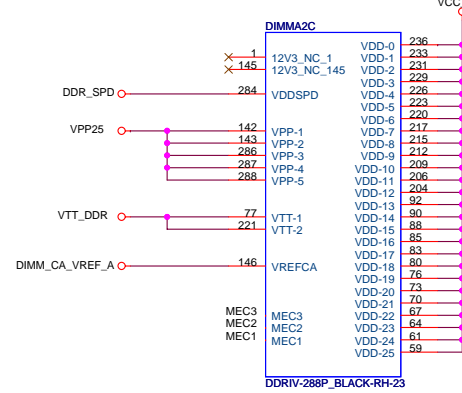 VCC
DIMMA2C
1 12V3_NC_1
145 12V3_NC_145
DDR_SPD 284 VDDSPD
VPP25 142 VPP-1
143 VPP-2
286 VPP-3
287 VPP-4
288 VPP-5
VTT_DDR 77 VTT-1
221 VTT-2
DIMM_CA_VREF_A 146 VREFCA
MEC3 MEC3
MEC2 MEC2
MEC1 MEC1
VDD-0 236
VDD-1 233
VDD-2 231
VDD-3 229
VDD-4 226
VDD-5 223
VDD-6 220
VDD-7 217
VDD-8 215
VDD-9 212
VDD-10 209
VDD-11 206
VDD-12 204
VDD-13 92
VDD-14 90
VDD-15 88
VDD-16 85
VDD-17 83
VDD-18 80
VDD-19 76
VDD-20 73
VDD-21 70
VDD-22 67
VDD-23 64
VDD-24 61
VDD-25 59
DDRIV-288P_BLACK-RH-23